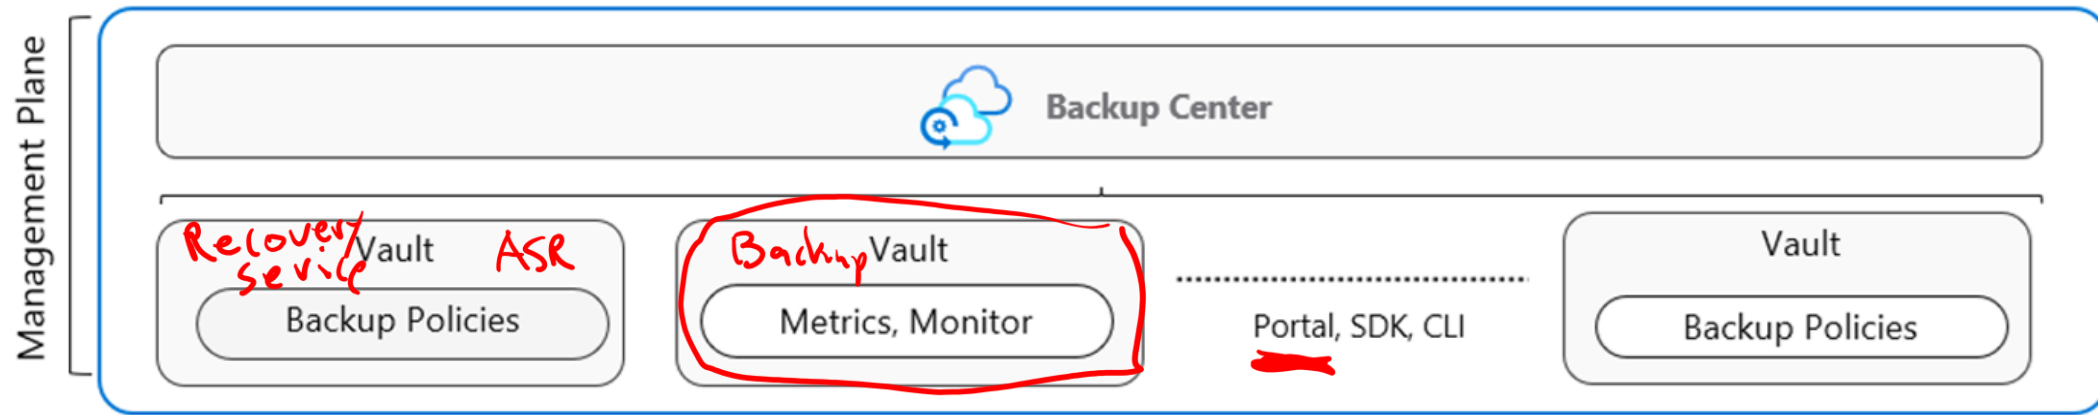 Management Plane
Backup Center
Recovery
Service
Vault
ASR
Backup Policies
Backup
Vault
Metrics, Monitor
Portal, SDK, CLI
Vault
Backup Policies